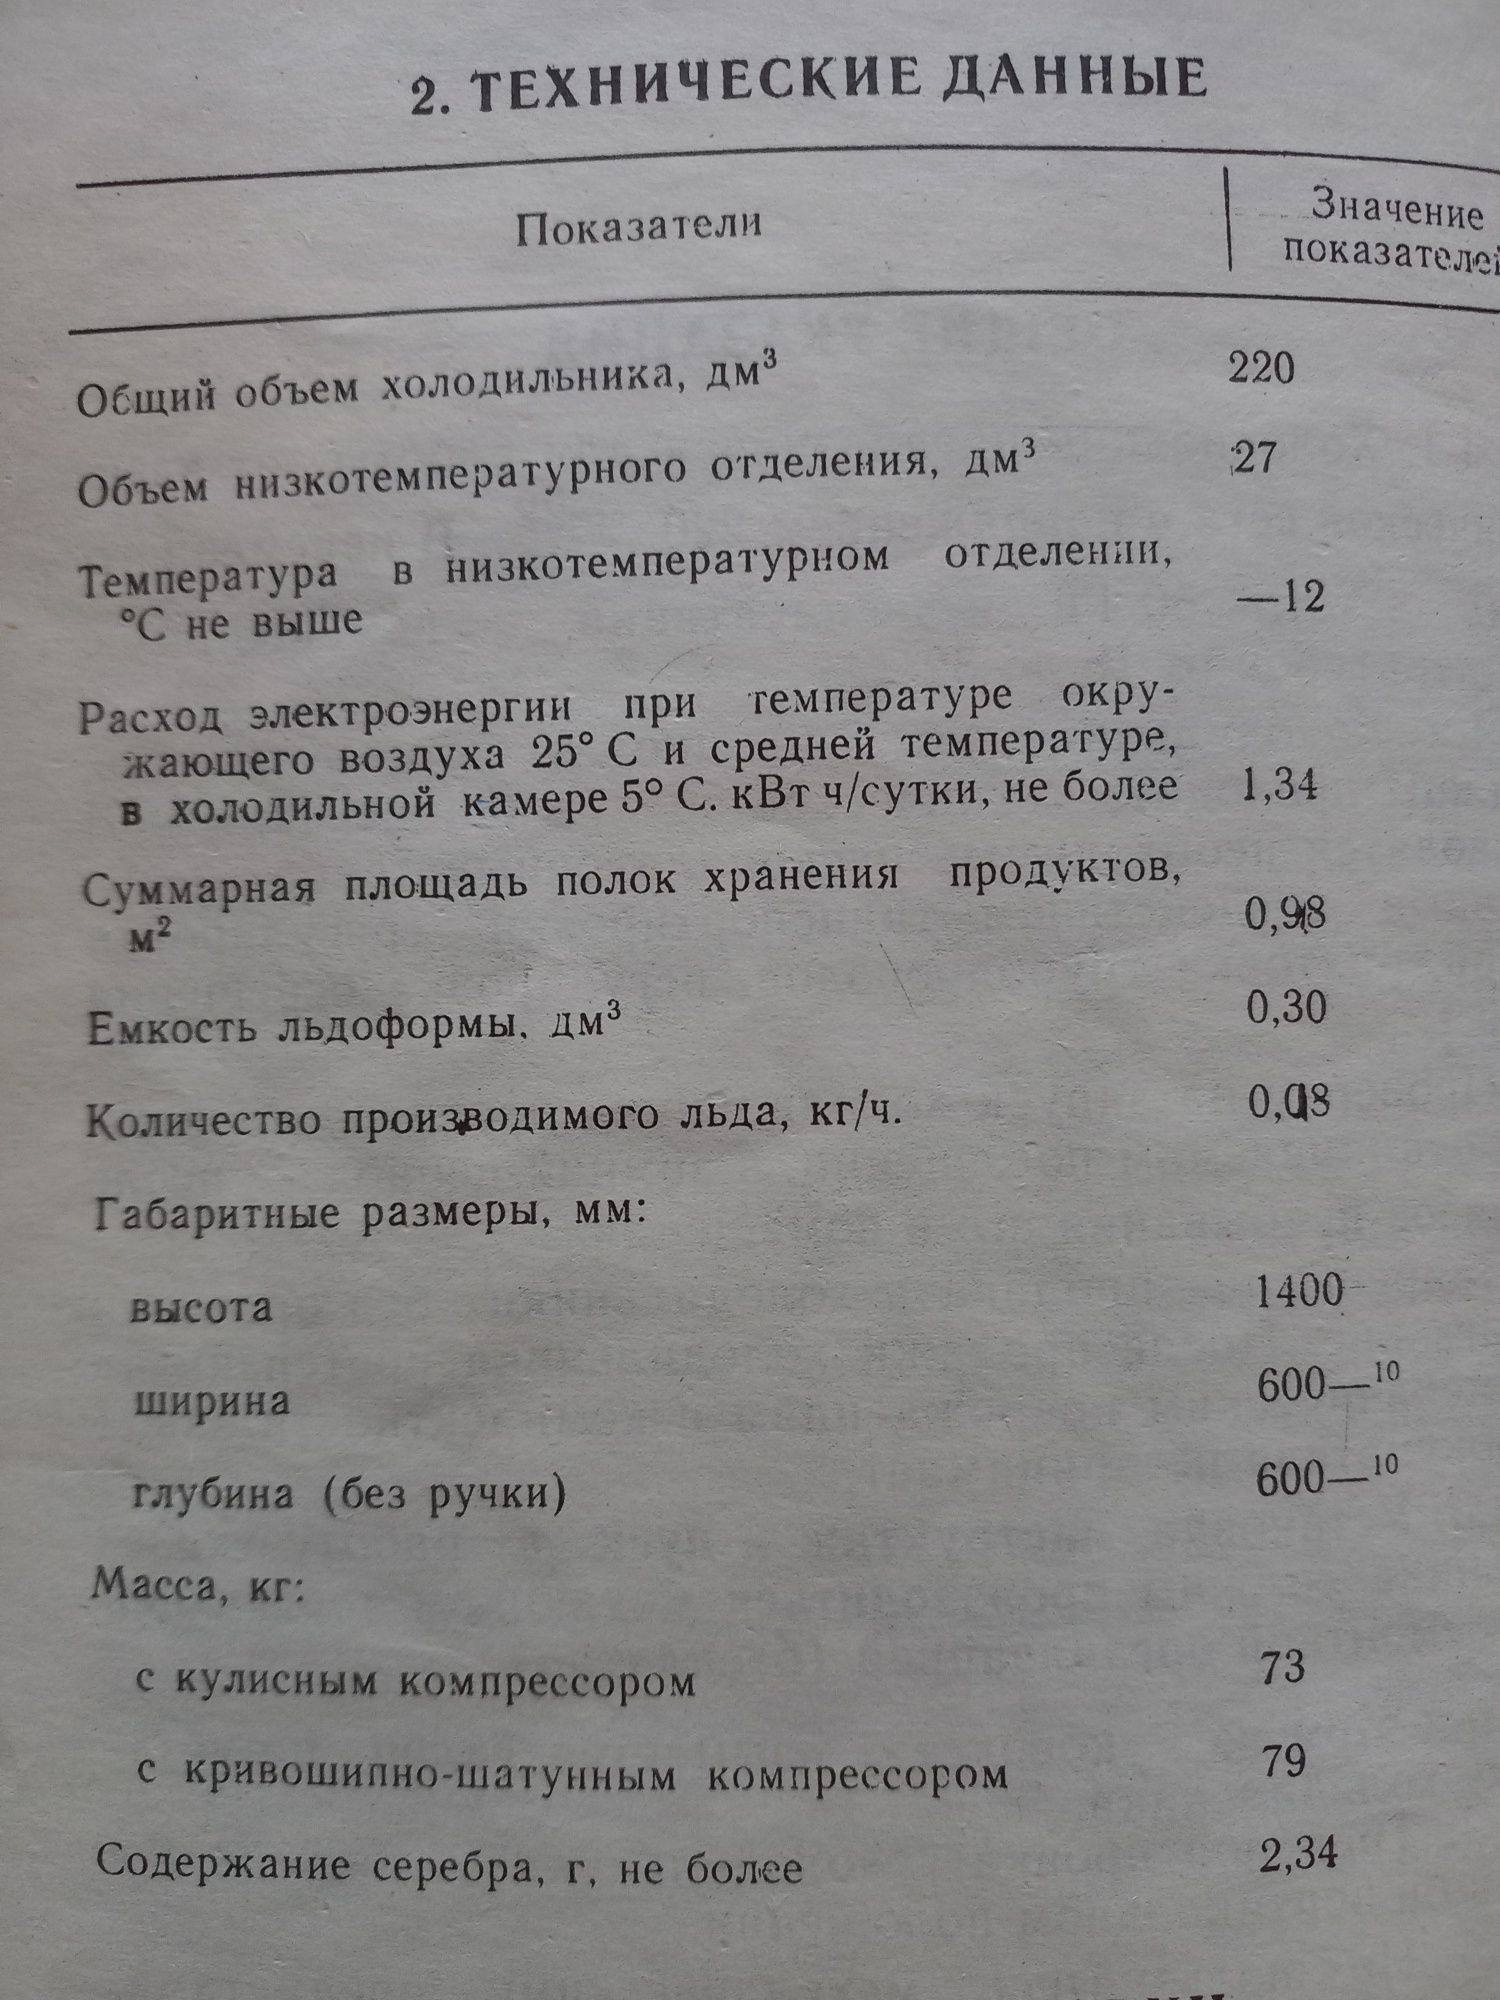 2. ТЕХНИЧЕСКИЕ ДАННЫЕ
Показатели
Значение
показателей
Общий объем холодильника, дм³ 220
Объем низкотемпературного отделения, дм³ 27
Температура в низкотемпературном отделении,
°С не выше —12
Расход электроэнергии при температуре окру-
жающего воздуха 25° С и средней температуре,
в холодильной камере 5° С. кВт ч/сутки, не более 1,34
Суммарная площадь полок хранения продуктов,
м² 0,98
Емкость льдоформы, дм³ 0,30
Количество производимого льда, кг/ч.
Габаритные размеры, мм:
высота 1400
ширина 600—¹⁰
глубина (без ручки) 600—¹⁰
Масса, кг:
с кулисным компрессором 73
с кривошипно-шатунным компрессором 79
Содержание серебра, г, не более 2,34